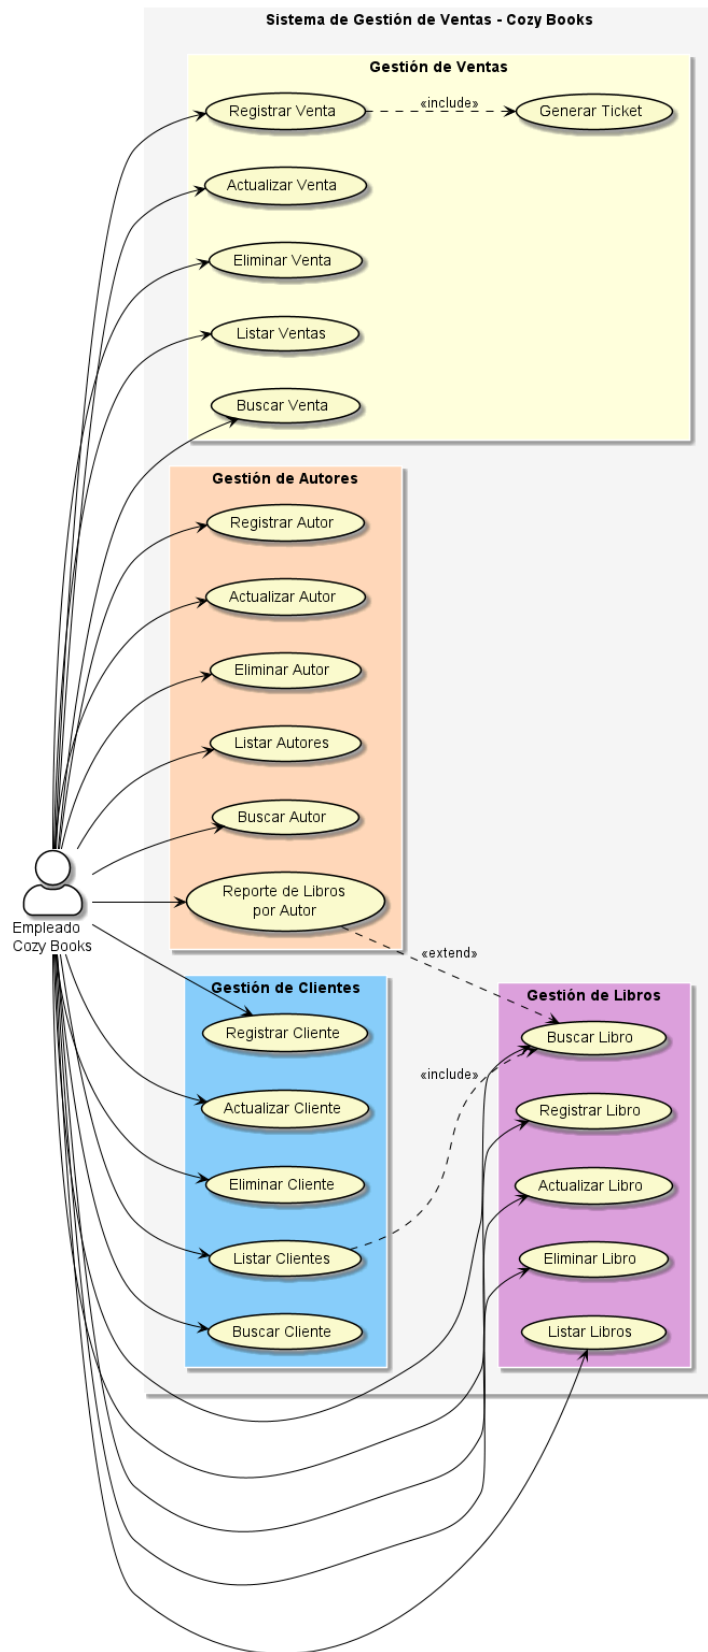 Sistema de Gestión de Ventas - Cozy Books
Gestión de Ventas
Registrar Venta
«include»
Generar Ticket
Actualizar Venta
Eliminar Venta
Listar Ventas
Buscar Venta
Gestión de Autores
Registrar Autor
Actualizar Autor
Eliminar Autor
Listar Autores
Buscar Autor
Reporte de Libros
por Autor
Empleado
Cozy Books
«extend»
Gestión de Clientes
Registrar Cliente
Actualizar Cliente
Eliminar Cliente
Listar Clientes
Buscar Cliente
«include»
Gestión de Libros
Buscar Libro
Registrar Libro
Actualizar Libro
Eliminar Libro
Listar Libros